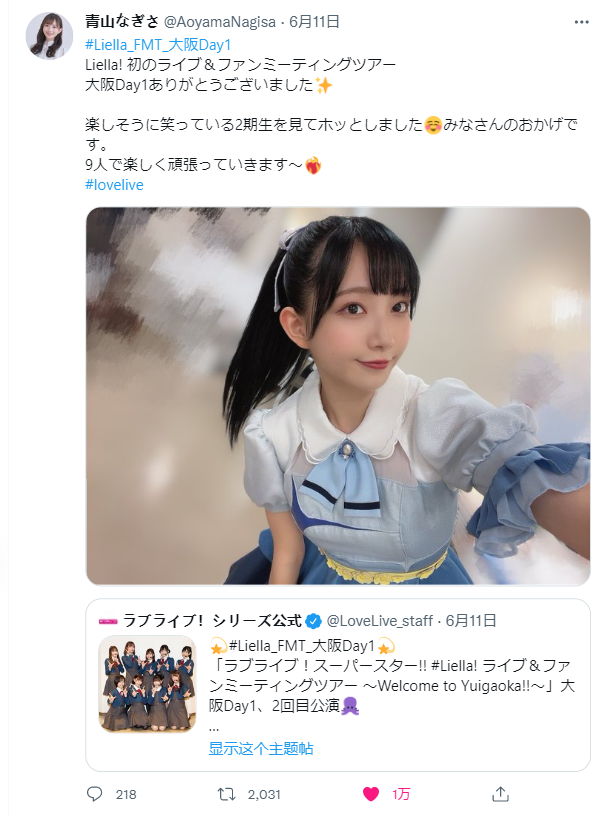 青山なぎさ @AoyamaNagisa · 6月11日
#Liella_FMT_大阪Day1
Liella! 初のライブ＆ファンミーティングツアー
大阪Day1ありがとうございました✨
楽しそうに笑っている2期生を見てホッとしました☺️みなさんのおかげで
す。
9人で楽しく頑張っていきます〜❤️‍🔥
#lovelive
ラブライブ！シリーズ公式 @LoveLive_staff · 6月11日
💫#Liella_FMT_大阪Day1💫
「ラブライブ！スーパースター!! #Liella! ライブ＆ファ
ンミーティングツアー 〜Welcome to Yuigaoka!!〜」大
阪Day1、2回目公演🐙
...
显示这个主题帖
218 2,031 1万